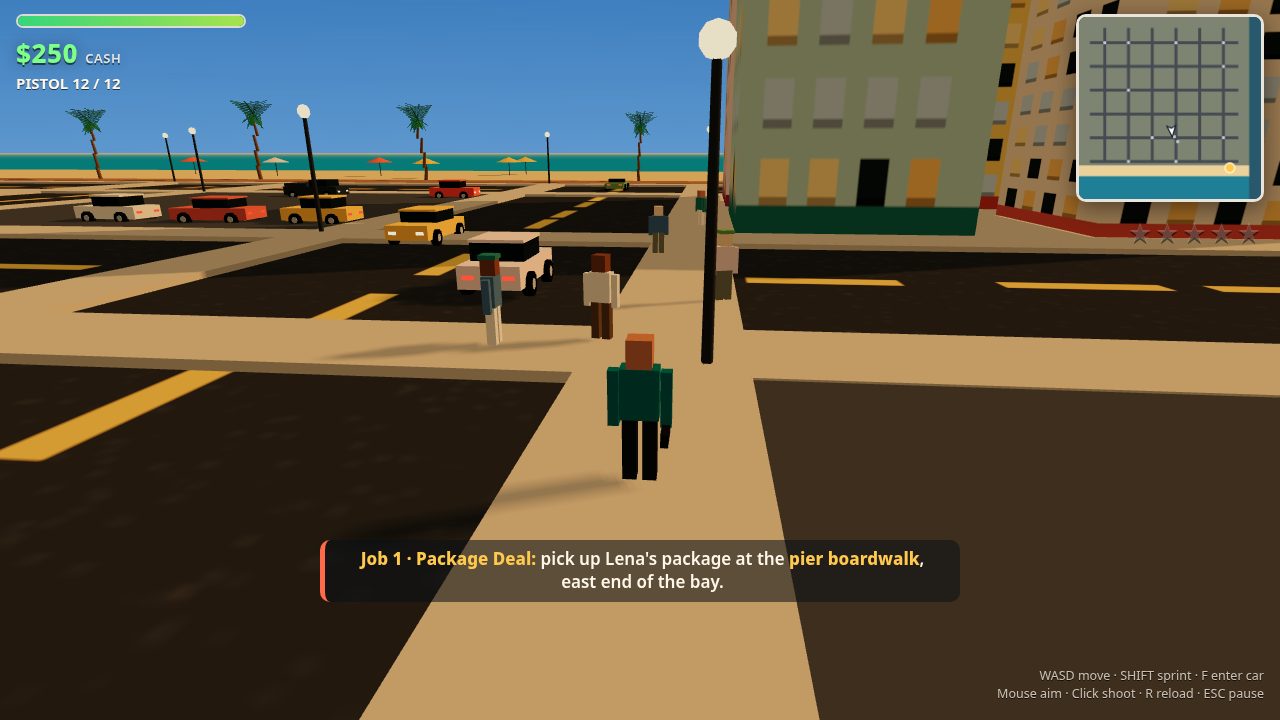 $250 CASH
PISTOL 12 / 12
Job 1 · Package Deal: pick up Lena's package at the pier boardwalk,
east end of the bay.
WASD move · SHIFT sprint · F enter car
Mouse aim · Click shoot · R reload · ESC pause